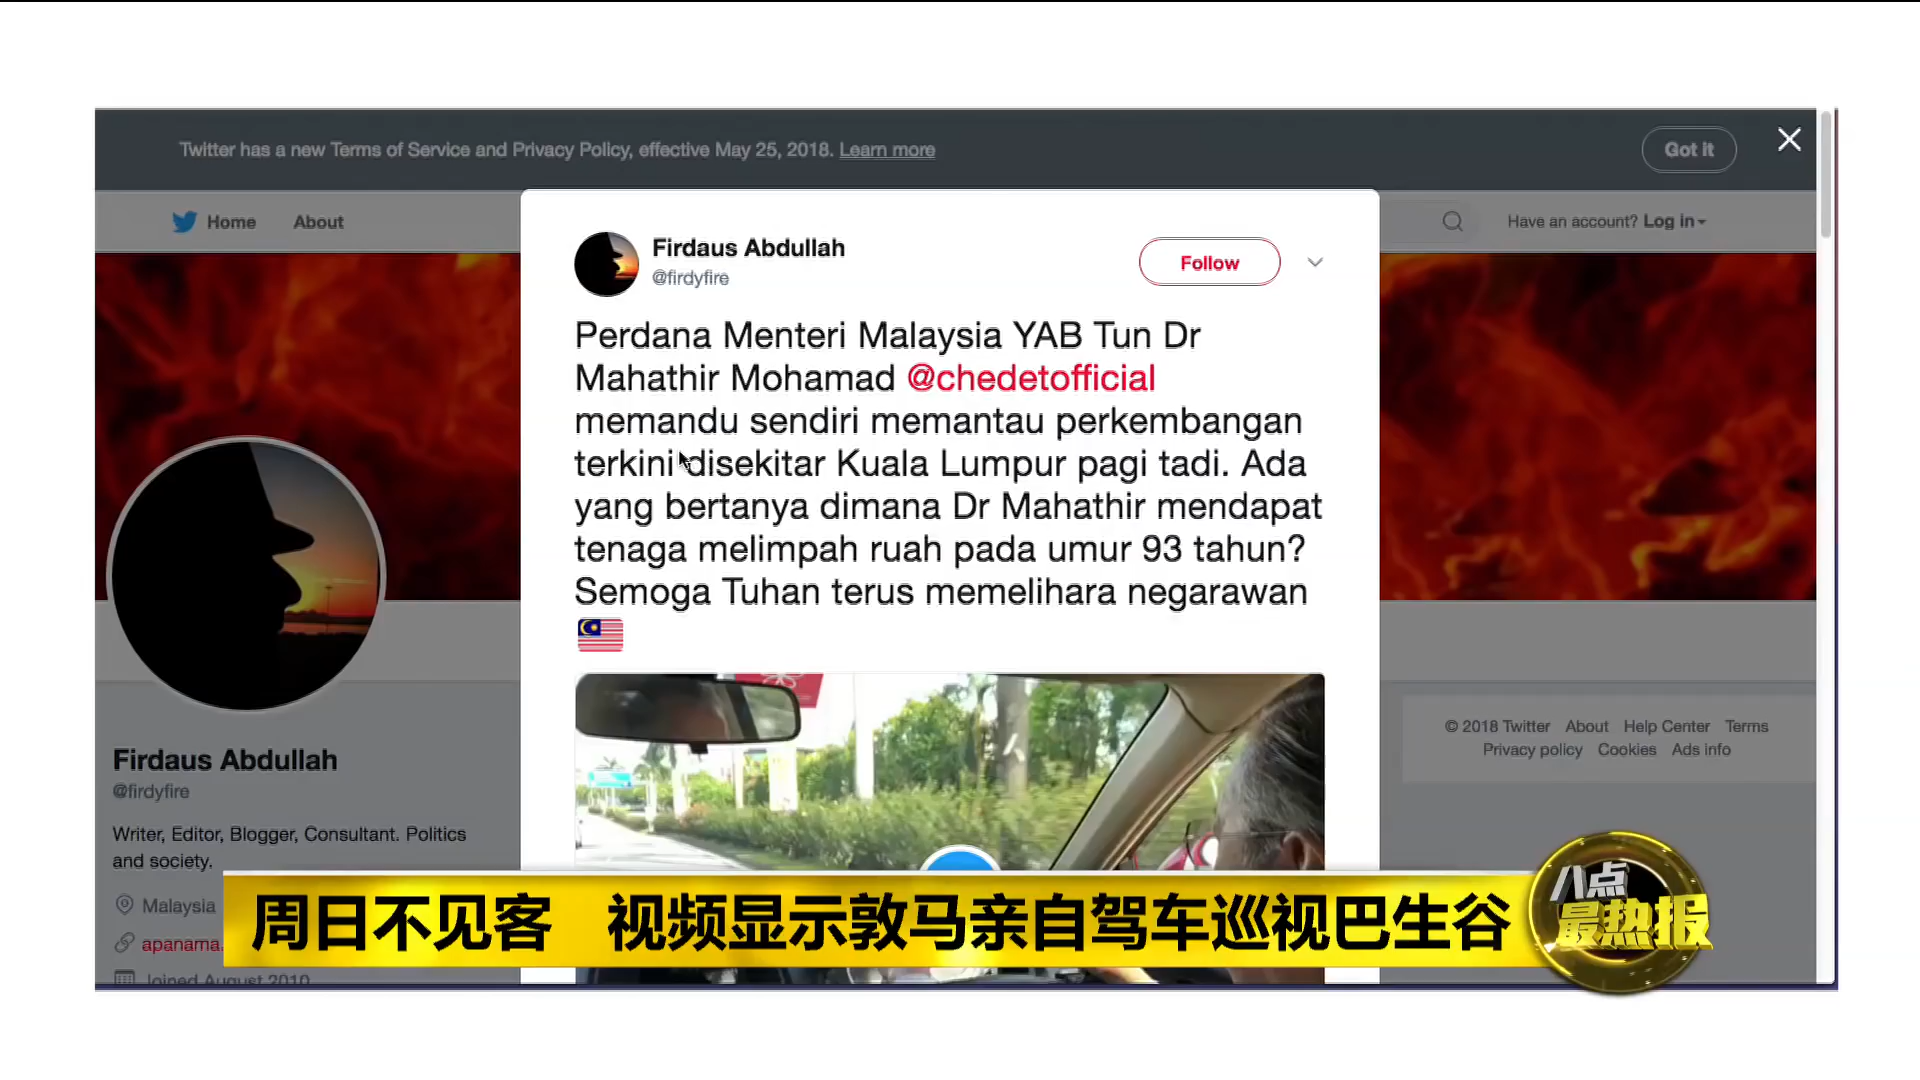 Twitter has a new Terms of Service and Privacy Policy, effective May 25, 2018. Learn more
Got it
Home
About
Have an account? Log in
Firdaus Abdullah
@firdyfire
Follow
Perdana Menteri Malaysia YAB Tun Dr
Mahathir Mohamad @chedetofficial
memandu sendiri memantau perkembangan
terkini disekitar Kuala Lumpur pagi tadi. Ada
yang bertanya dimana Dr Mahathir mendapat
tenaga melimpah ruah pada umur 93 tahun?
Semoga Tuhan terus memelihara negarawan
Firdaus Abdullah
@firdyfire
Writer, Editor, Blogger, Consultant. Politics
and society.
Malaysia
apanama.
Joined August 2010
© 2018 Twitter About Help Center Terms
Privacy policy Cookies Ads info
周日不见客 视频显示敦马亲自驾车巡视巴生谷
八点
最热报